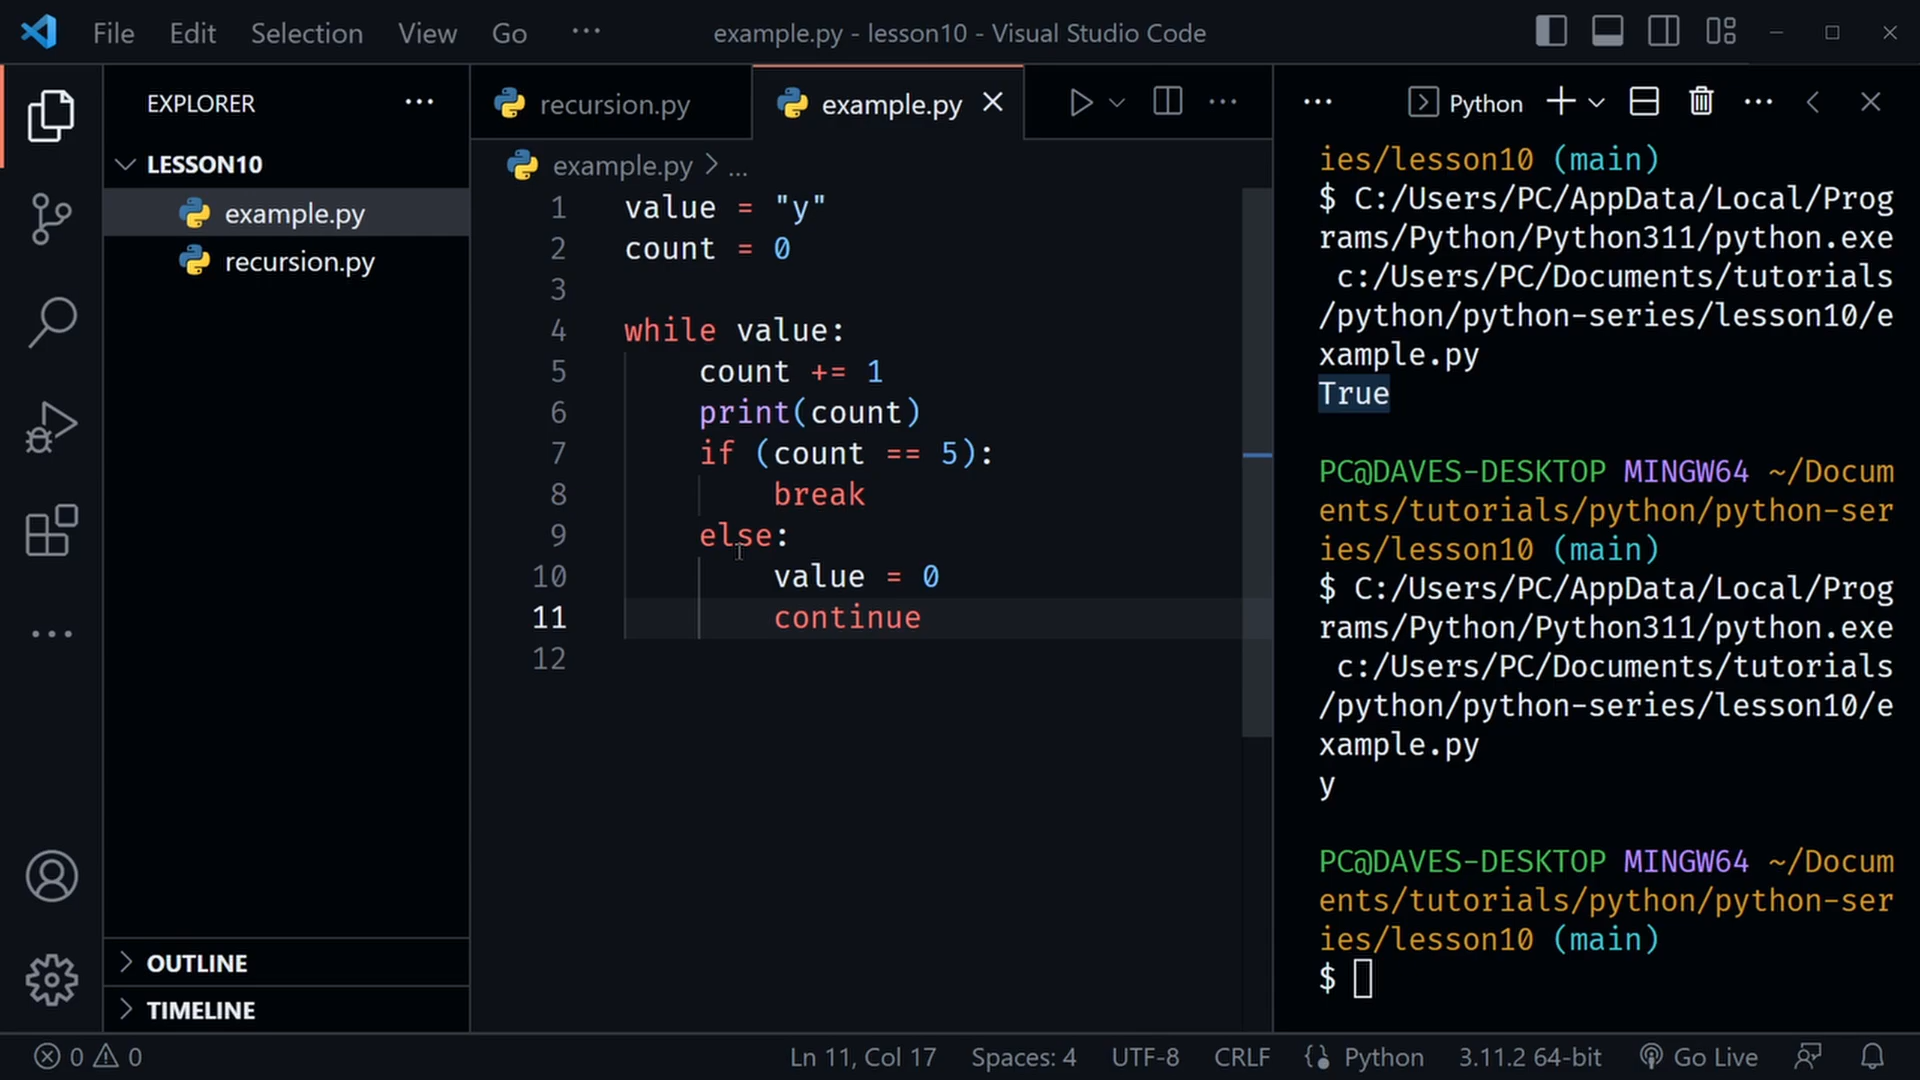 File Edit Selection View Go ··· example.py - lesson10 - Visual Studio Code
EXPLORER ···
LESSON10
example.py
recursion.py
OUTLINE
TIMELINE
recursion.py example.py
example.py > ...
1 value = "y"
2 count = 0
3
4 while value:
5 count += 1
6 print(count)
7 if (count == 5):
8 break
9 else:
10 value = 0
11 continue
12
Python
ies/lesson10 (main)
$ C:/Users/PC/AppData/Local/Prog
rams/Python/Python311/python.exe
c:/Users/PC/Documents/tutorials
/python/python-series/lesson10/e
xample.py
True
PC@DAVES-DESKTOP MINGW64 ~/Docum
ents/tutorials/python/python-ser
ies/lesson10 (main)
$ C:/Users/PC/AppData/Local/Prog
rams/Python/Python311/python.exe
c:/Users/PC/Documents/tutorials
/python/python-series/lesson10/e
xample.py
y
PC@DAVES-DESKTOP MINGW64 ~/Docum
ents/tutorials/python/python-ser
ies/lesson10 (main)
$
0 0 Ln 11, Col 17 Spaces: 4 UTF-8 CRLF Python 3.11.2 64-bit Go Live